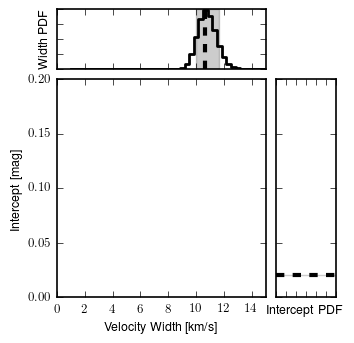 Width PDF
0.20
0.15
0.10
0.05
0.00
Intercept [mag]
0 2 4 6 8 10 12 14
Velocity Width [km/s]
Intercept PDF